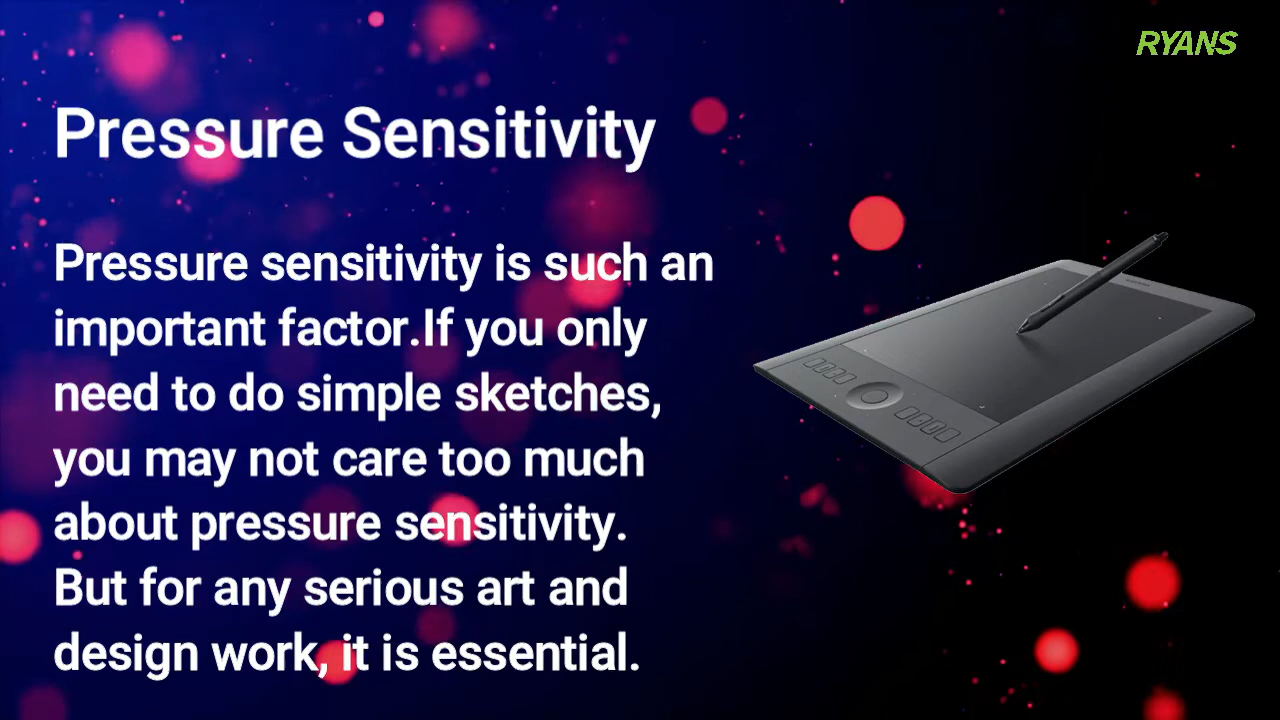 RYANS
Pressure Sensitivity
Pressure sensitivity is such an
important factor.If you only
need to do simple sketches,
you may not care too much
about pressure sensitivity.
But for any serious art and
design work, it is essential.